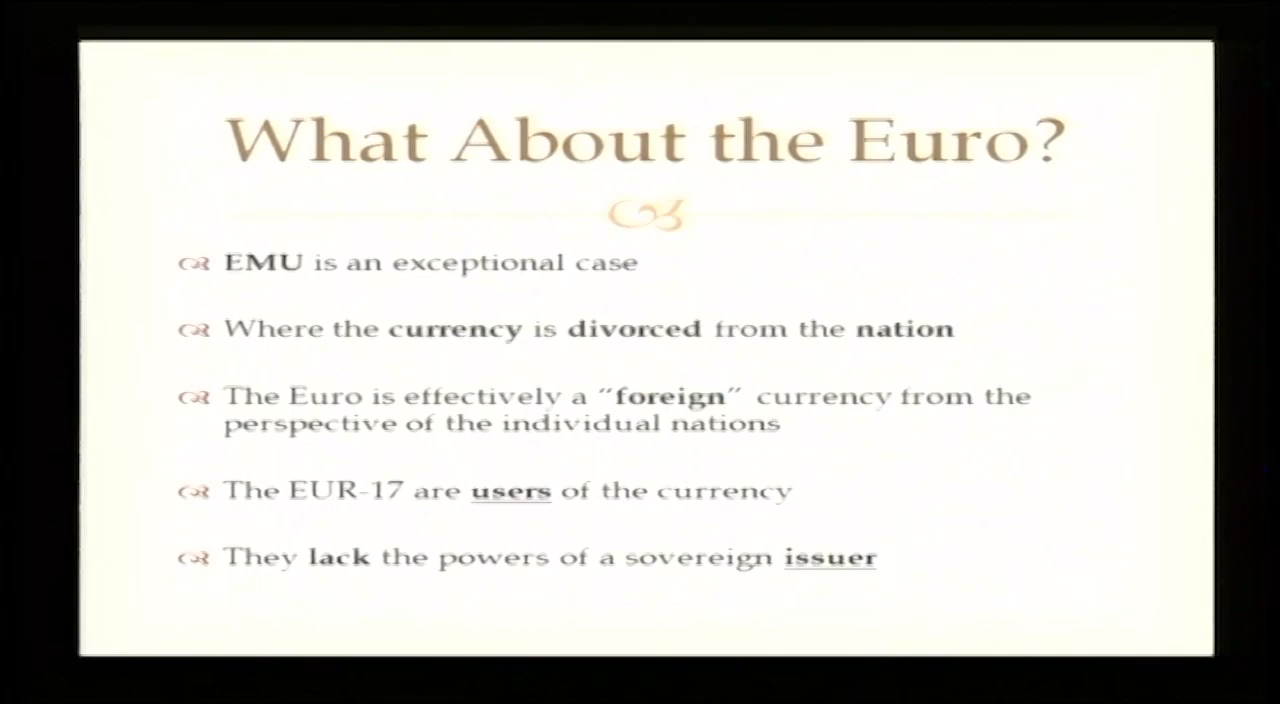 What About the Euro?
EMU is an exceptional case
Where the currency is divorced from the nation
The Euro is effectively a “foreign” currency from the
perspective of the individual nations
The EUR-17 are users of the currency
They lack the powers of a sovereign issuer